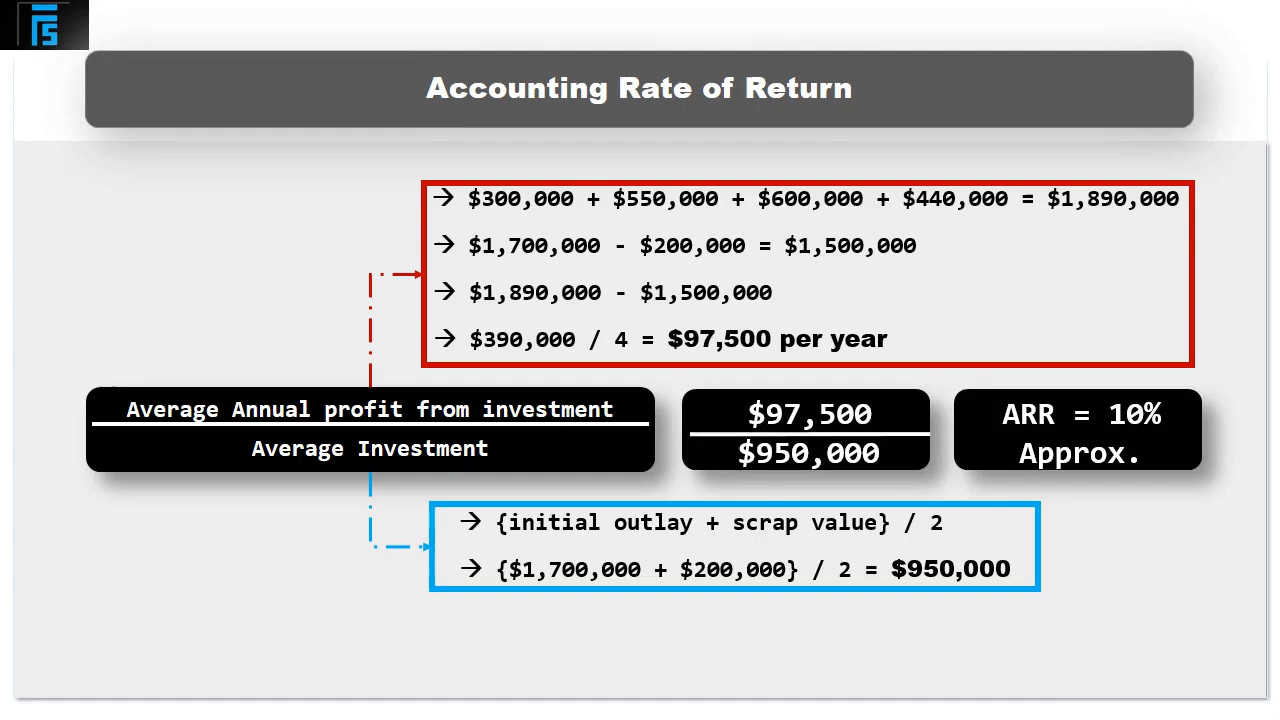 Accounting Rate of Return
→ $300,000 + $550,000 + $600,000 + $440,000 = $1,890,000
→ $1,700,000 - $200,000 = $1,500,000
→ $1,890,000 - $1,500,000
→ $390,000 / 4 = $97,500 per year
Average Annual profit from investment
Average Investment
$97,500
$950,000
ARR = 10%
Approx.
→ {initial outlay + scrap value} / 2
→ {$1,700,000 + $200,000} / 2 = $950,000